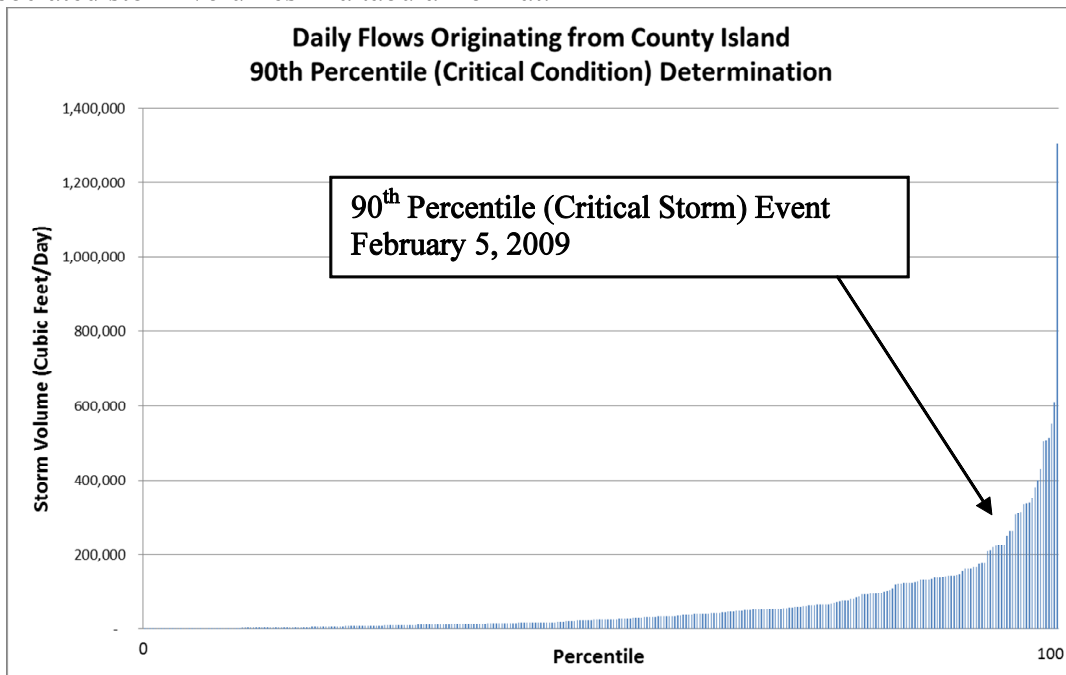 Daily Flows Originating from County Island
90th Percentile (Critical Condition) Determination
1,400,000
1,200,000
1,000,000
800,000
600,000
400,000
200,000
-
Storm Volume (Cubic Feet/Day)
90th Percentile (Critical Storm) Event
February 5, 2009
0
100
Percentile